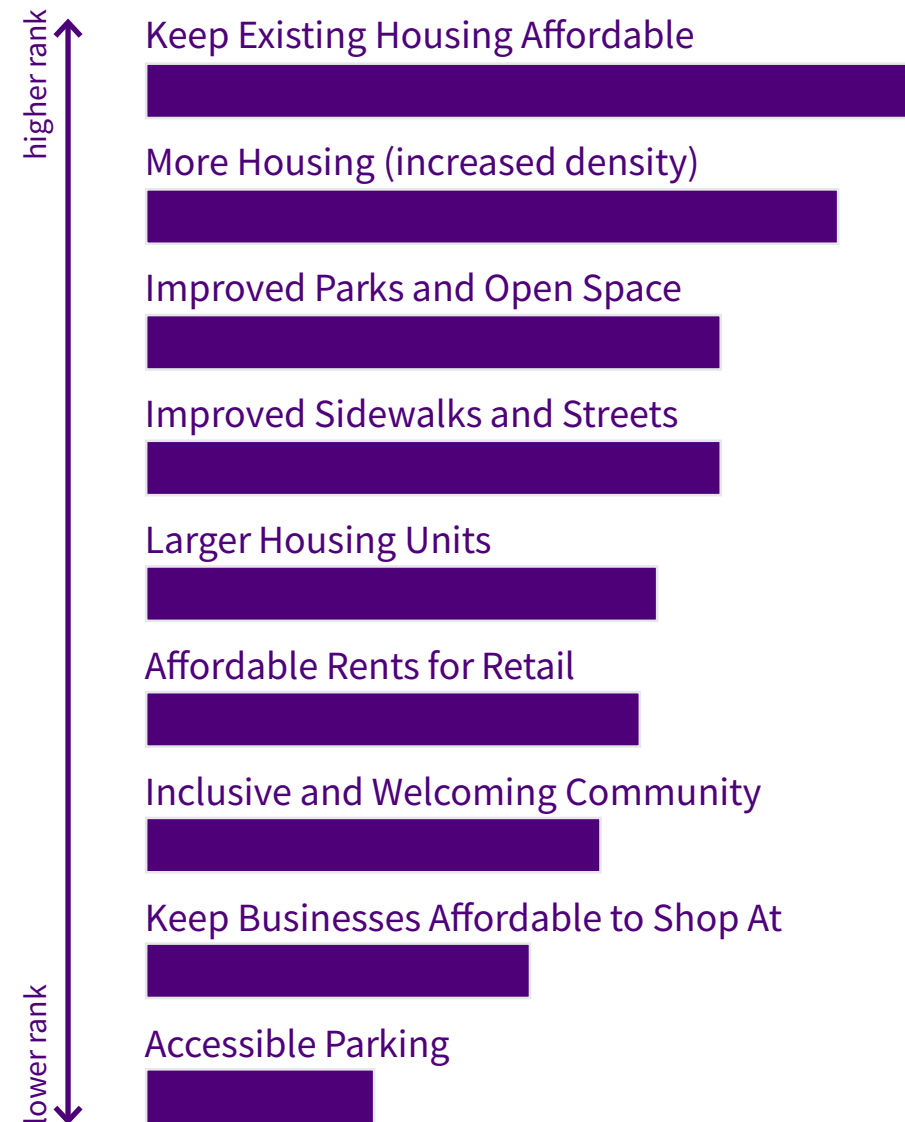 higher rank
Keep Existing Housing Affordable
More Housing (increased density)
Improved Parks and Open Space
Improved Sidewalks and Streets
Larger Housing Units
Affordable Rents for Retail
Inclusive and Welcoming Community
Keep Businesses Affordable to Shop At
Accessible Parking
lower rank